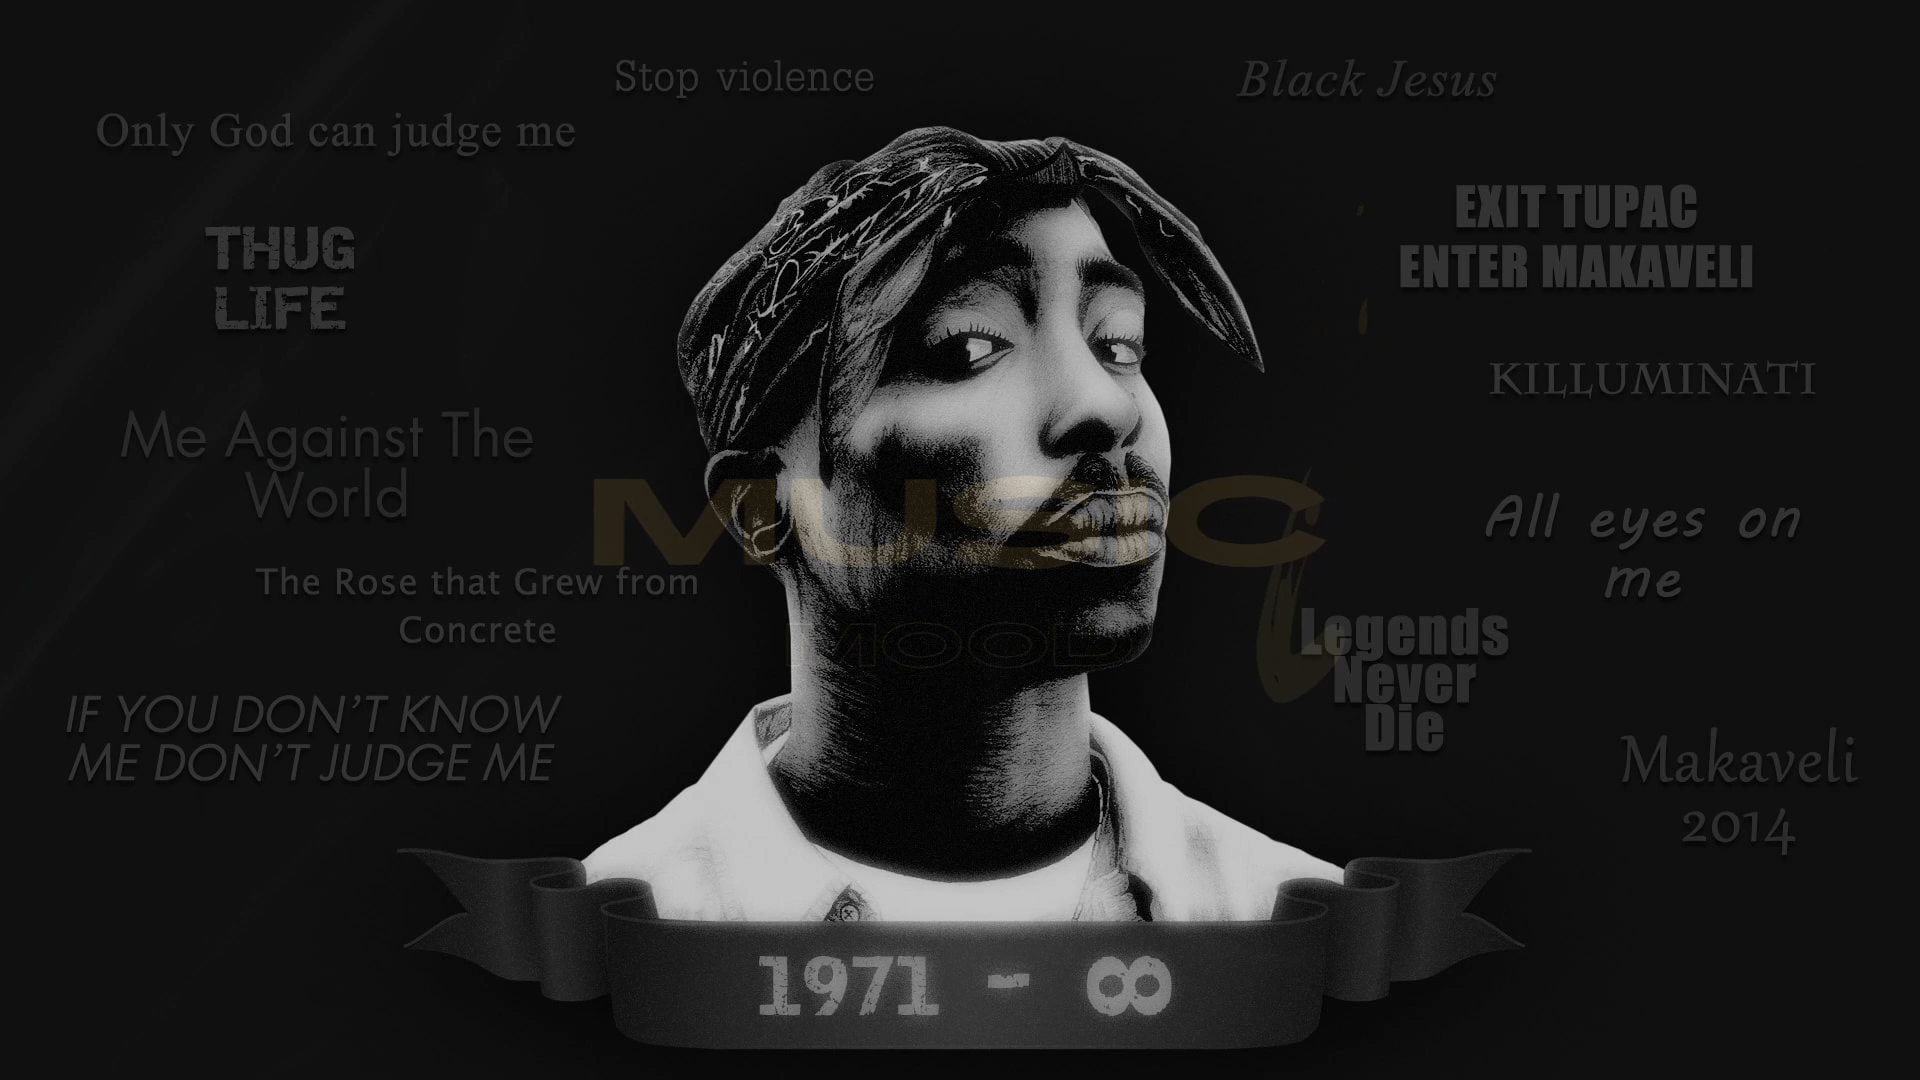 Stop violence
Black Jesus
Only God can judge me
EXIT TUPAC
ENTER MAKAVELI
THUG
LIFE
KILLUMINATI
Me Against The
World
MUSIC
MOOD
All eyes on
me
The Rose that Grew from
Concrete
Legends
Never
Die
IF YOU DON'T KNOW
ME DON'T JUDGE ME
Makaveli
2014
1971 - ∞